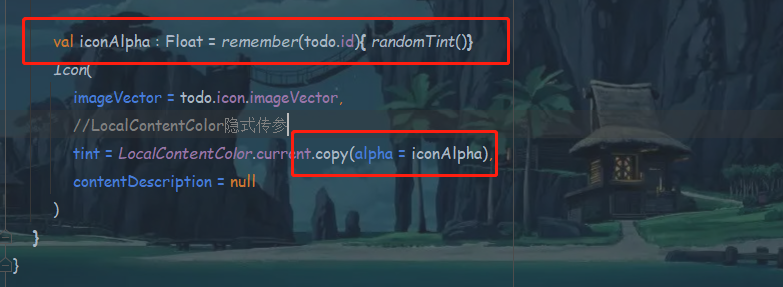 val iconAlpha : Float = remember(todo.id){ randomTint()}
Icon(
imageVector = todo.icon.imageVector,
//LocalContentColor隐式传参
tint = LocalContentColor.current.copy(alpha = iconAlpha),
contentDescription = null
)
}
}